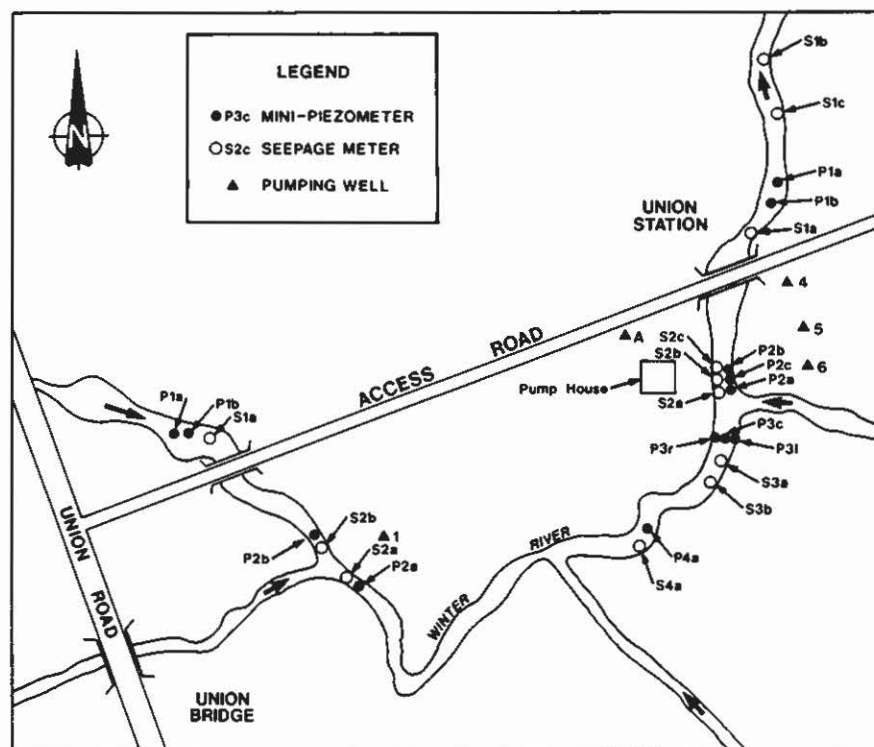 LEGEND
P3c MINI-PIEZOMETER
S2c SEEPAGE METER
PUMPING WELL
N
S1b
S1c
P1a
P1b
UNION
STATION
S1a
4
5
6
A
S2c
S2b
S2a
P2b
P2c
P2a
Pump House
ACCESS ROAD
P3c
P3r
P3l
S3a
S3b
P4a
S4a
P1a
P1b
S1a
UNION ROAD
P2b
S2b
1
S2a
P2a
WINTER RIVER
UNION
BRIDGE